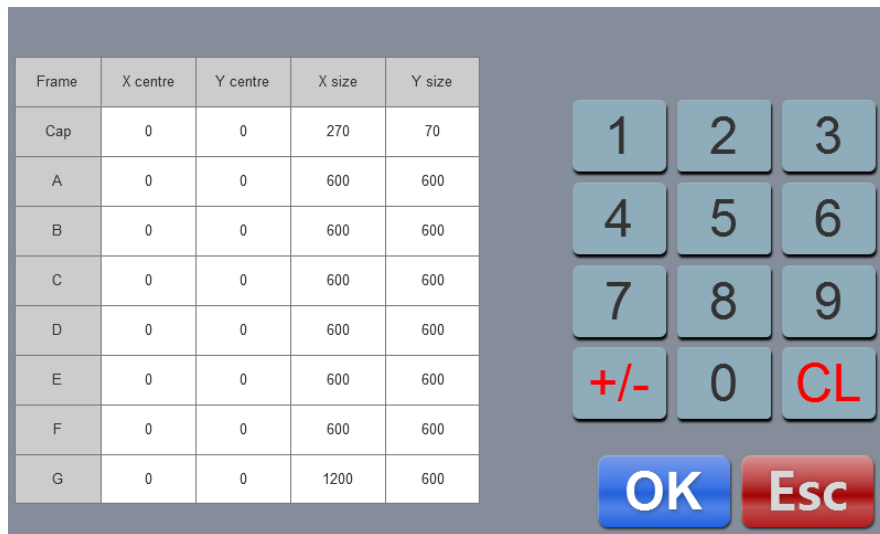 Frame X centre Y centre X size Y size
Cap 0 0 270 70
A 0 0 600 600
B 0 0 600 600
C 0 0 600 600
D 0 0 600 600
E 0 0 600 600
F 0 0 600 600
G 0 0 1200 600
1 2 3
4 5 6
7 8 9
+/- 0 CL
OK Esc